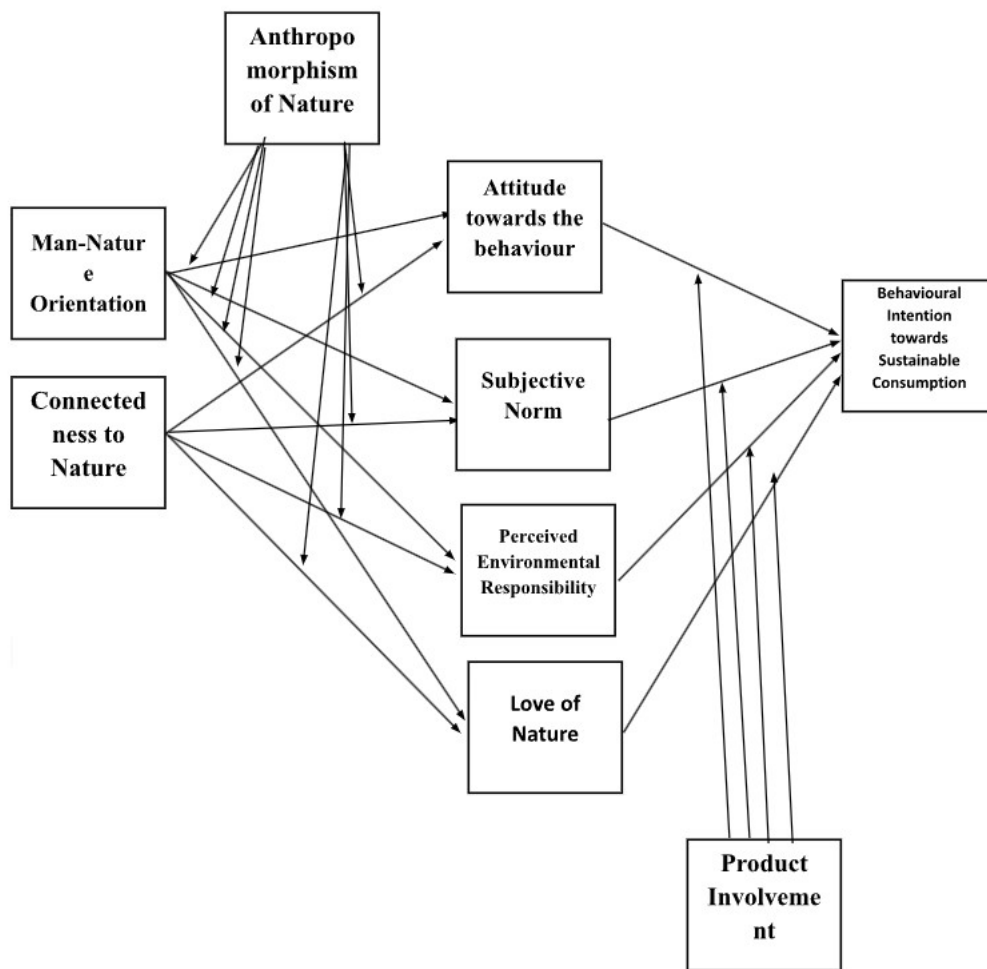 Anthropo
morphism
of Nature
Attitude
towards the
behaviour
Man-Natur
e
Orientation
Behavioural
Intention
towards
Sustainable
Consumption
Subjective
Norm
Connected
ness to
Nature
Perceived
Environmental
Responsibility
Love of
Nature
Product
Involveme
nt